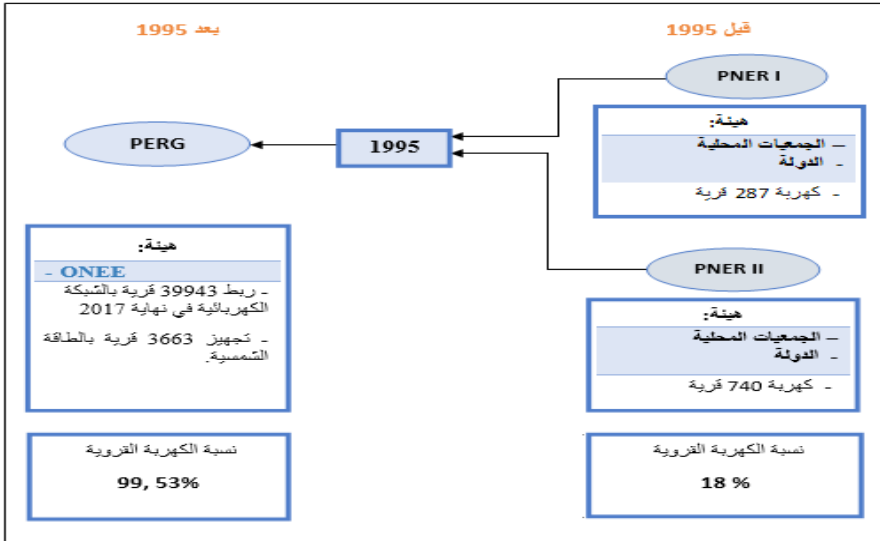 قبل 1995
بعد 1995
PNER I
هيئة:
– الجمعيات المحلية
- الدولة
- كهربة 287 قرية
1995
PERG
PNER II
هيئة:
– الجمعيات المحلية
- الدولة
- كهربة 740 قرية
نسبة الكهربة القروية
18 %
هيئة:
- ONEE
- ربط 39943 قرية بالشبكة
الكهربائية في نهاية 2017
- تجهيز 3663 قرية بالطاقة
الشمسية.
نسبة الكهربة القروية
99, 53%